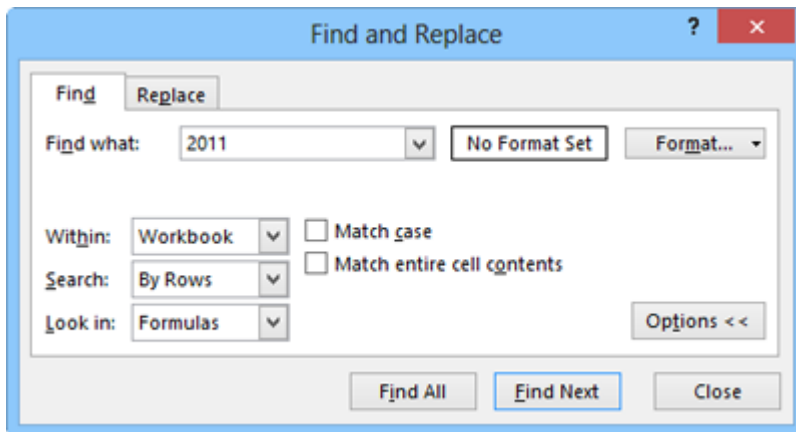 Find and Replace ? ×
Find Replace
Find what: 2011 No Format Set Format...
Within: Workbook Match case
Search: By Rows Match entire cell contents
Look in: Formulas Options <<
Find All Find Next Close